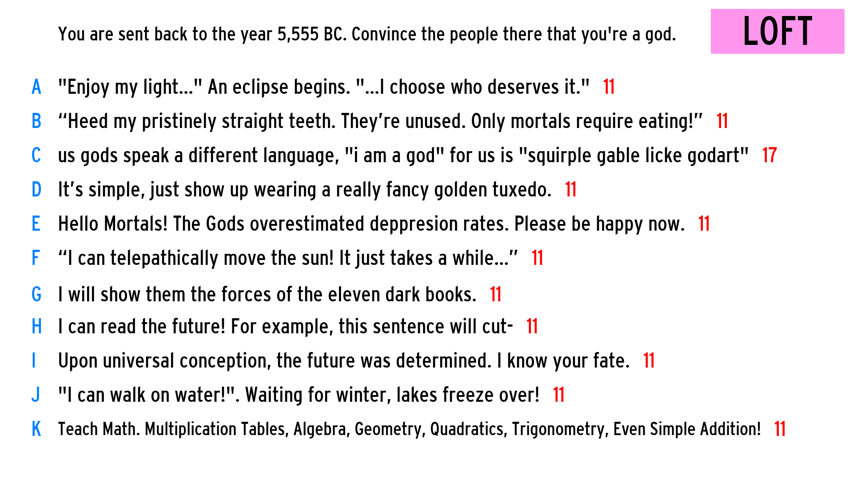 You are sent back to the year 5,555 BC. Convince the people there that you're a god.
LOFT
A "Enjoy my light..." An eclipse begins. "...I choose who deserves it." 11
B “Heed my pristinely straight teeth. They’re unused. Only mortals require eating!” 11
C us gods speak a different language, "i am a god" for us is "squirple gable licke godart" 17
D It’s simple, just show up wearing a really fancy golden tuxedo. 11
E Hello Mortals! The Gods overestimated deppresion rates. Please be happy now. 11
F “I can telepathically move the sun! It just takes a while...” 11
G I will show them the forces of the eleven dark books. 11
H I can read the future! For example, this sentence will cut- 11
I Upon universal conception, the future was determined. I know your fate. 11
J "I can walk on water!". Waiting for winter, lakes freeze over! 11
K Teach Math. Multiplication Tables, Algebra, Geometry, Quadratics, Trigonometry, Even Simple Addition! 11